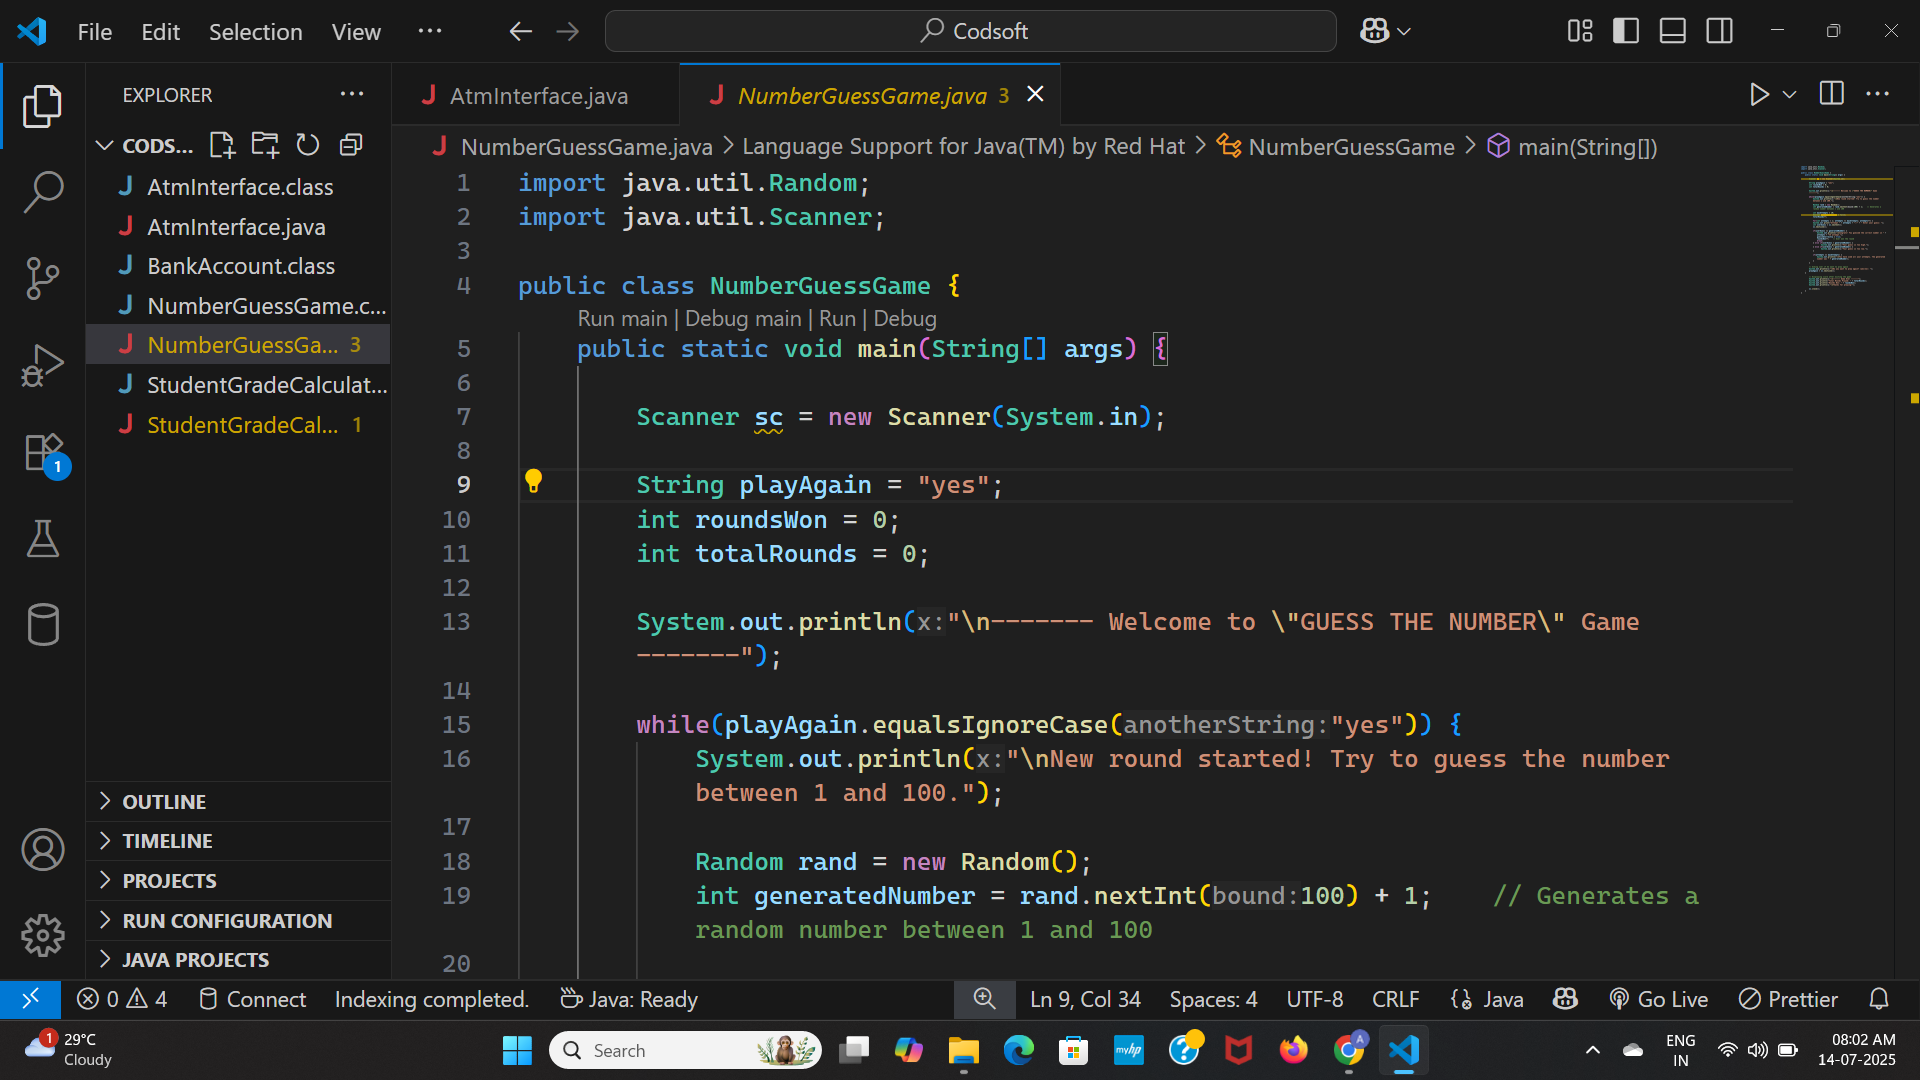 File Edit Selection View ...
Codsoft
EXPLORER ...
CODS...
AtmInterface.class
AtmInterface.java
BankAccount.class
NumberGuessGame.c...
NumberGuessGa... 3
StudentGradeCalculat...
StudentGradeCal... 1
OUTLINE
TIMELINE
PROJECTS
RUN CONFIGURATION
JAVA PROJECTS
1
AtmInterface.java NumberGuessGame.java 3
NumberGuessGame.java > Language Support for Java(TM) by Red Hat > NumberGuessGame > main(String[])
1 import java.util.Random;
2 import java.util.Scanner;
3
4 public class NumberGuessGame {
Run main | Debug main | Run | Debug
5 public static void main(String[] args) {
6
7 Scanner sc = new Scanner(System.in);
8
9 String playAgain = "yes";
10 int roundsWon = 0;
11 int totalRounds = 0;
12
13 System.out.println(x:"\n------- Welcome to \"GUESS THE NUMBER\" Game
-------");
14
15 while(playAgain.equalsIgnoreCase(anotherString:"yes")) {
16 System.out.println(x:"\nNew round started! Try to guess the number
between 1 and 100.");
17
18 Random rand = new Random();
19 int generatedNumber = rand.nextInt(bound:100) + 1; // Generates a
random number between 1 and 100
20
0 4 Connect Indexing completed. Java: Ready Ln 9, Col 34 Spaces: 4 UTF-8 CRLF Java Go Live Prettier
1 29°C
Cloudy
Search
myhp
A
ENG
IN
08:02 AM
14-07-2025